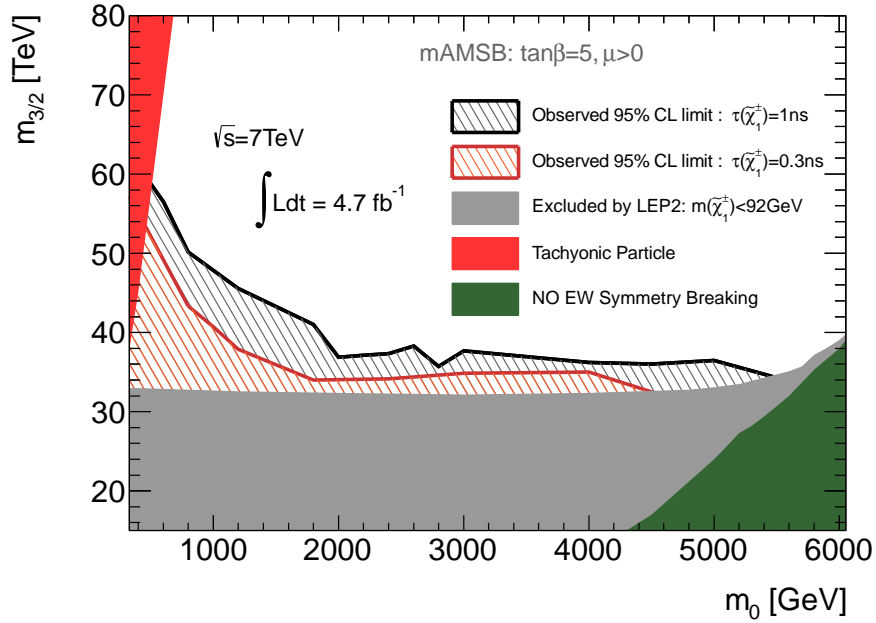 mAMSB: tanβ=5, μ>0
√s=7TeV
∫ Ldt = 4.7 fb⁻¹
Observed 95% CL limit : τ(χ̃₁±)=1ns
Observed 95% CL limit : τ(χ̃₁±)=0.3ns
Excluded by LEP2: m(χ̃₁±)<92GeV
Tachyonic Particle
NO EW Symmetry Breaking
m₃/₂ [TeV]
80
70
60
50
40
30
20
1000 2000 3000 4000 5000 6000
m₀ [GeV]